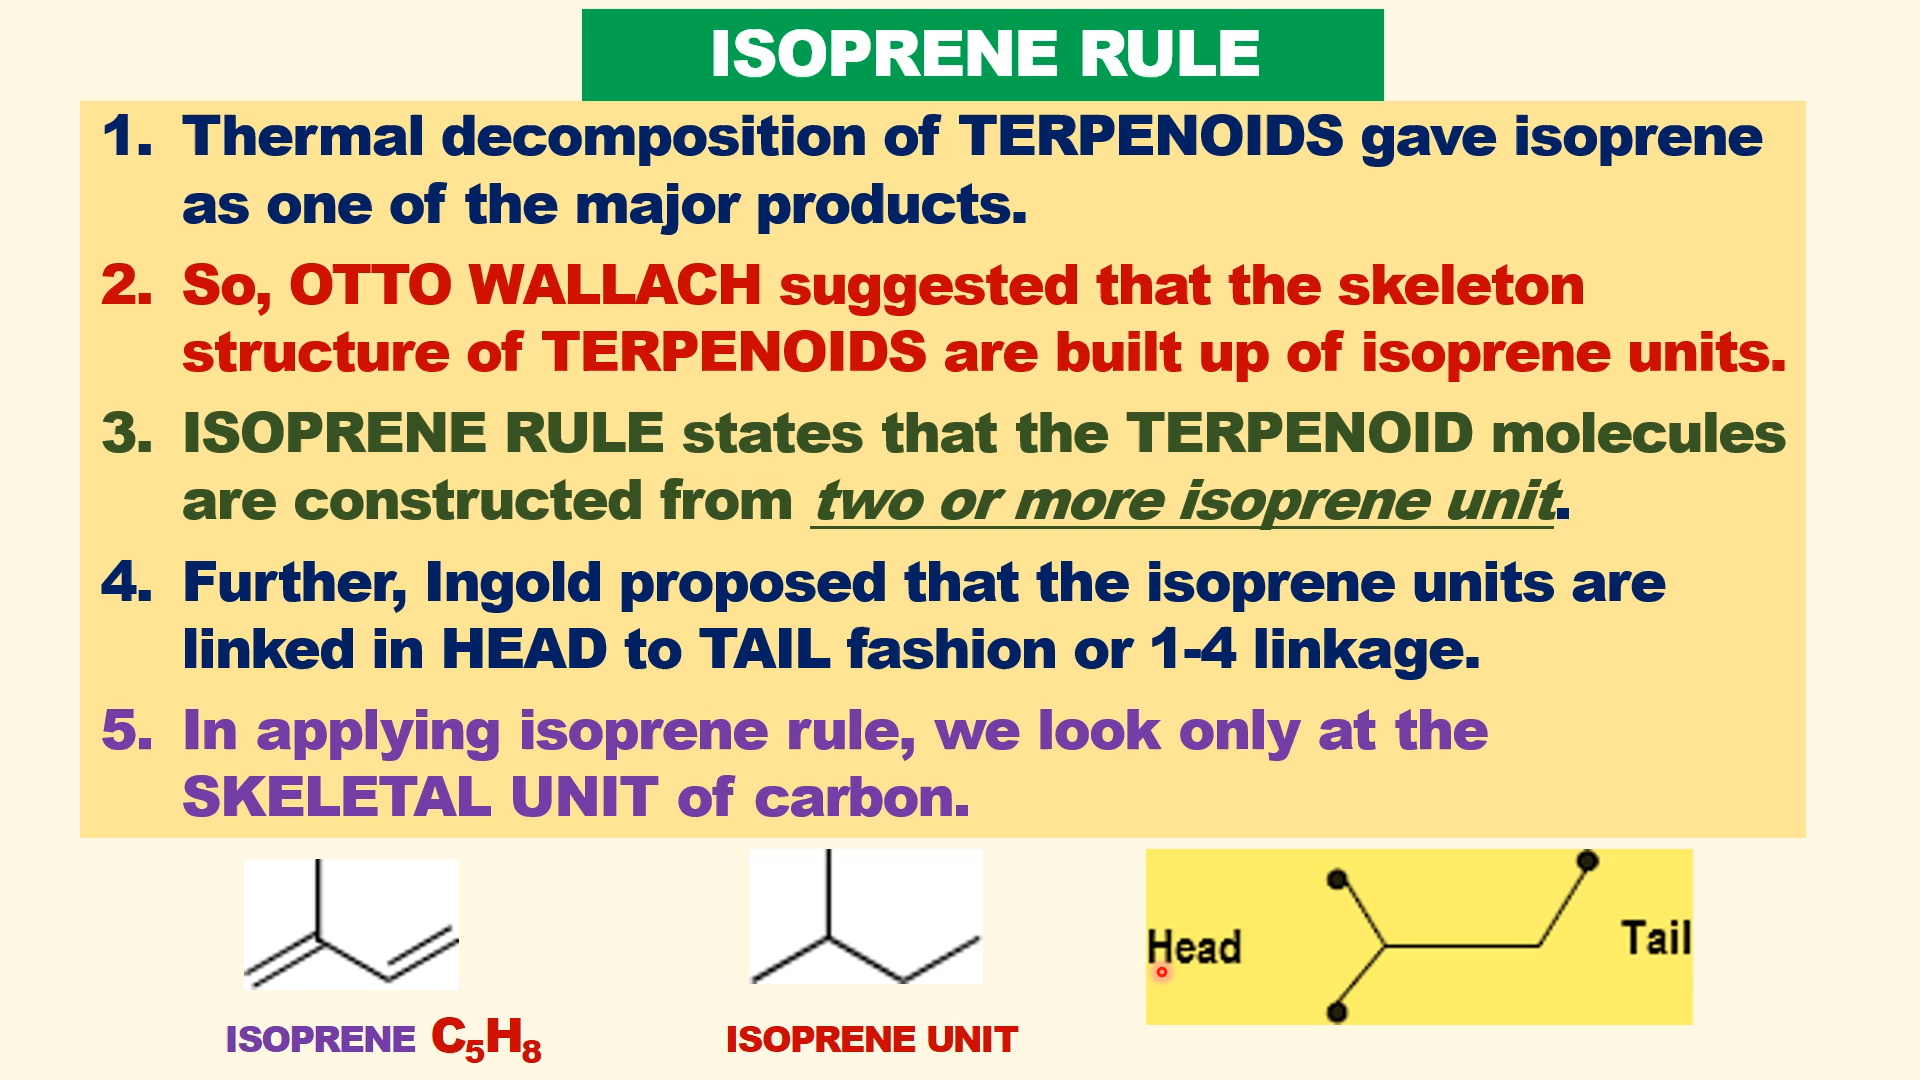 ISOPRENE RULE
1. Thermal decomposition of TERPENOIDS gave isoprene
as one of the major products.
2. So, OTTO WALLACH suggested that the skeleton
structure of TERPENOIDS are built up of isoprene units.
3. ISOPRENE RULE states that the TERPENOID molecules
are constructed from two or more isoprene unit.
4. Further, Ingold proposed that the isoprene units are
linked in HEAD to TAIL fashion or 1-4 linkage.
5. In applying isoprene rule, we look only at the
SKELETAL UNIT of carbon.
Head
Tail
ISOPRENE C₅H₈
ISOPRENE UNIT